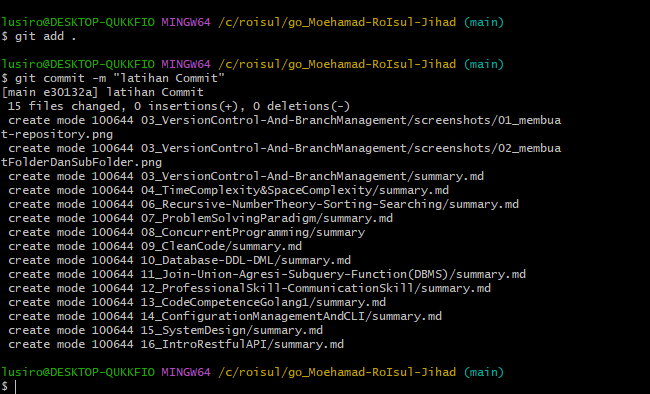 lusiro@DESKTOP-QUKKFIO MINGW64 /c/roisul/go_Moehamad-RoIsul-Jihad (main)
$ git add .
lusiro@DESKTOP-QUKKFIO MINGW64 /c/roisul/go_Moehamad-RoIsul-Jihad (main)
$ git commit -m "latihan Commit"
[main e30132a] latihan Commit
 15 files changed, 0 insertions(+), 0 deletions(-)
 create mode 100644 03_VersionControl-And-BranchManagement/screenshots/01_membua
t-repository.png
 create mode 100644 03_VersionControl-And-BranchManagement/screenshots/02_membua
tFolderDanSubFolder.png
 create mode 100644 03_VersionControl-And-BranchManagement/summary.md
 create mode 100644 04_TimeComplexity&SpaceComplexity/summary.md
 create mode 100644 06_Recursive-NumberTheory-Sorting-Searching/summary.md
 create mode 100644 07_ProblemSolvingParadigm/summary.md
 create mode 100644 08_ConcurrentProgramming/summary
 create mode 100644 09_CleanCode/summary.md
 create mode 100644 10_Database-DDL-DML/summary.md
 create mode 100644 11_Join-Union-Agresi-Subquery-Function(DBMS)/summary.md
 create mode 100644 12_ProfessionalSkill-CommunicationSkill/summary.md
 create mode 100644 13_CodeCompetenceGolang1/summary.md
 create mode 100644 14_ConfigurationManagementAndCLI/summary.md
 create mode 100644 15_SystemDesign/summary.md
 create mode 100644 16_IntroRestfulAPI/summary.md
lusiro@DESKTOP-QUKKFIO MINGW64 /c/roisul/go_Moehamad-RoIsul-Jihad (main)
$